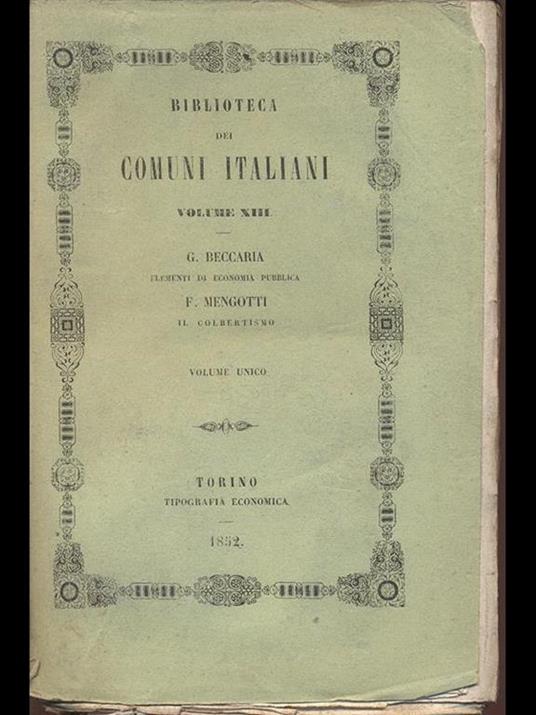 BIBLIOTECA
DEI
COMUNI ITALIANI
VOLUME XIII
G. BECCARIA
ELEMENTI DI ECONOMIA PUBBLICA
F. MENGOTTI
IL COLBERTISMO
VOLUME UNICO
TORINO
TIPOGRAFIA ECONOMICA.
1852.